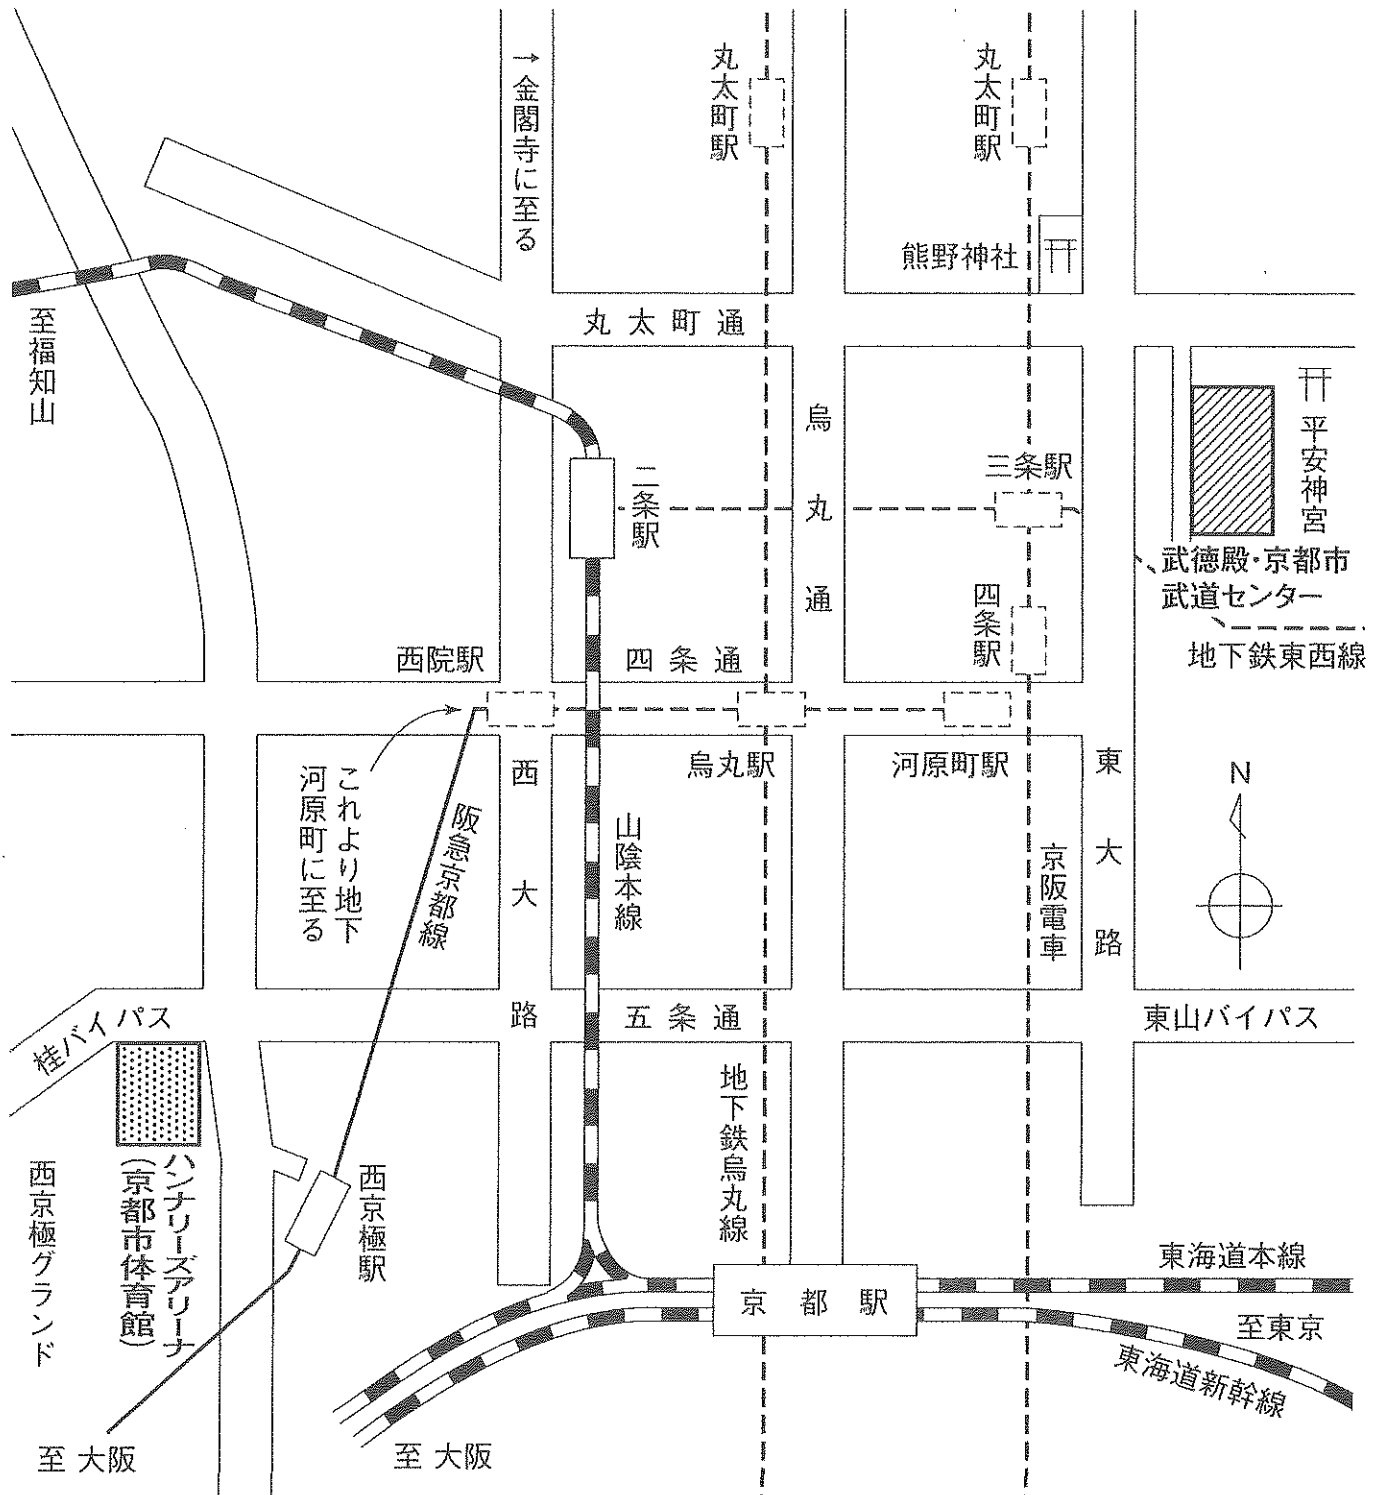 →金閣寺に至る
丸太町駅
丸太町駅
熊野神社
至福知山
丸太町通
烏丸通
平安神宮
二条駅
三条駅
武徳殿・京都市
武道センター
四条駅
地下鉄東西線
西院駅
四条通
烏丸駅
河原町駅
これより地下
河原町に至る
阪急京都線
西大路
山陰本線
京阪電車
東大路
N
桂バイパス
五条通
東山バイパス
地下鉄烏丸線
西京極グランド
ハンナリーズアリーナ
(京都市体育館)
西京極駅
東海道本線
京都駅
至東京
東海道新幹線
至 大阪
至 大阪